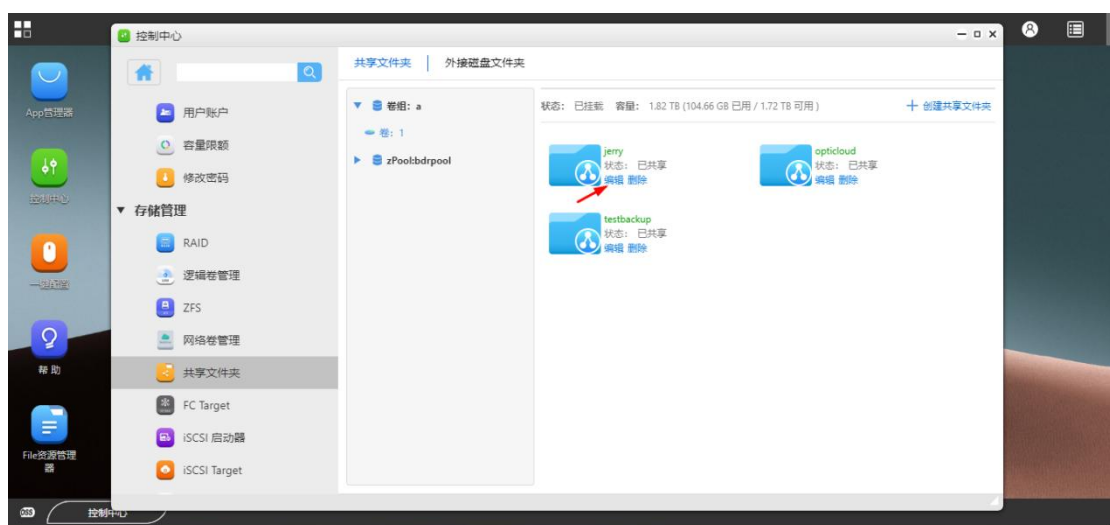 控制中心
App管理器
控制中心
一键配置
帮 助
File资源管理
器
用户账户
容量限额
修改密码
存储管理
RAID
逻辑卷管理
ZFS
网络卷管理
共享文件夹
FC Target
iSCSI 启动器
iSCSI Target
共享文件夹
外接磁盘文件夹
卷组: a
卷: 1
zPool:bdrpool
状态: 已挂载 容量: 1.82 TB (104.66 GB 已用 / 1.72 TB 可用)
创建共享文件夹
jerry
状态: 已共享
编辑 删除
opticloud
状态: 已共享
编辑 删除
testbackup
状态: 已共享
编辑 删除
控制中心